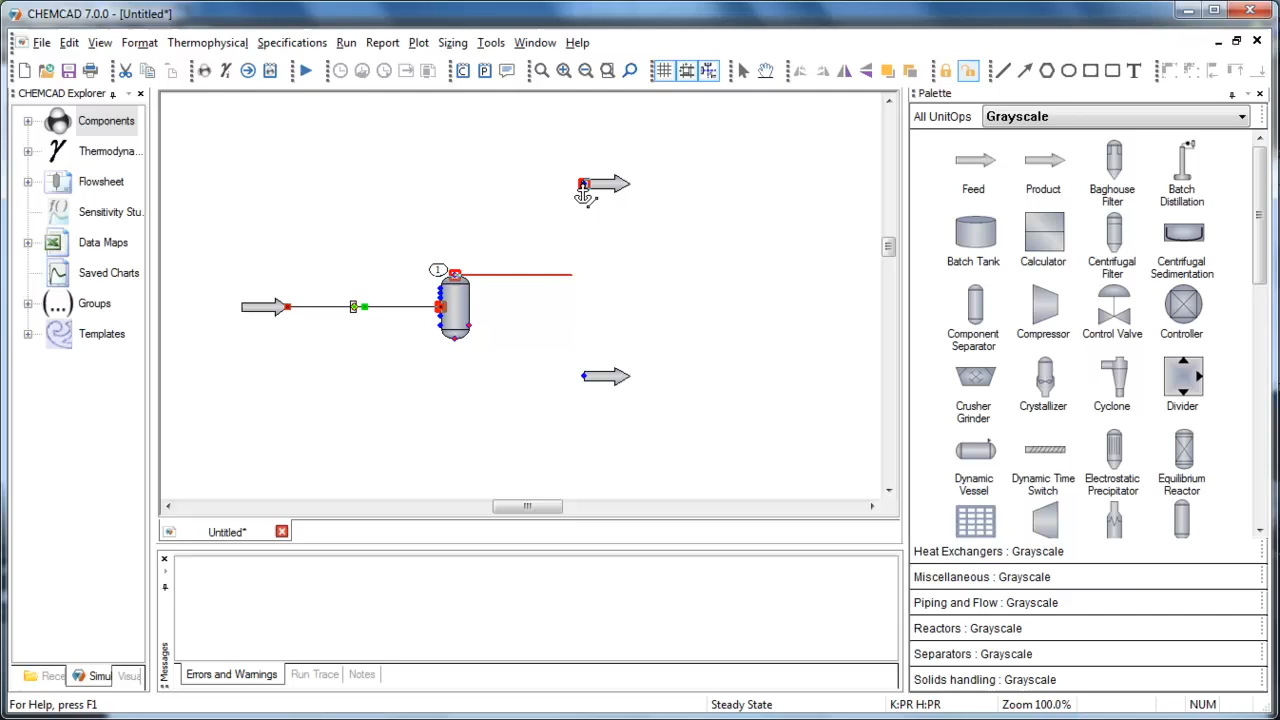 CHEMCAD 7.0.0 - [Untitled*]
File Edit View Format Thermophysical Specifications Run Report Plot Sizing Tools Window Help
CHEMCAD Explorer
Components
Thermodyna...
Flowsheet
Sensitivity Stu.
Data Maps
Saved Charts
Groups
Templates
Rece
Simu
Visua
1
Untitled*
Messages
Errors and Warnings
Run Trace
Notes
Palette
All UnitOps
Grayscale
Feed
Product
Baghouse
Filter
Batch
Distillation
Batch Tank
Calculator
Centrifugal
Filter
Centrifugal
Sedimentation
Component
Separator
Compressor
Control Valve
Controller
Crusher
Grinder
Crystallizer
Cyclone
Divider
Dynamic
Vessel
Dynamic Time
Switch
Electrostatic
Precipitator
Equilibrium
Reactor
Heat Exchangers : Grayscale
Miscellaneous : Grayscale
Piping and Flow : Grayscale
Reactors : Grayscale
Separators : Grayscale
Solids handling : Grayscale
For Help, press F1
Steady State
K:PR H:PR
Zoom 100.0%
NUM